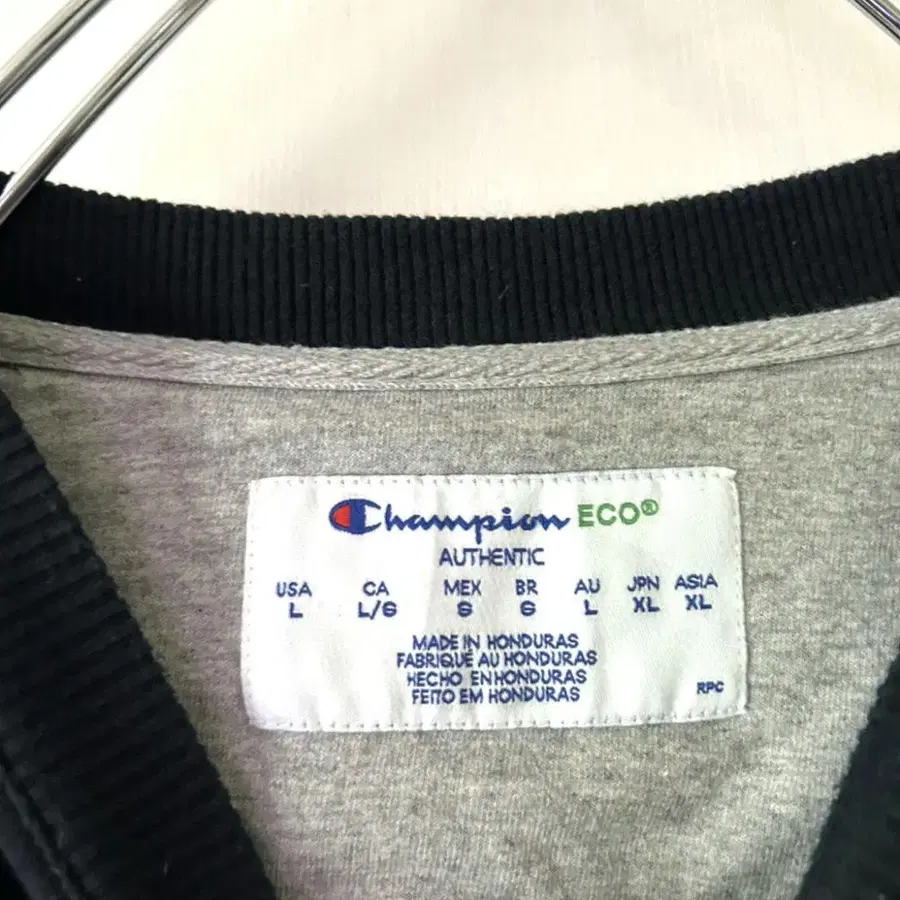 Champion ECO®
AUTHENTIC
USA CA MEX BR AU JPN ASIA
L L/G G G L XL XL
MADE IN HONDURAS
FABRIQUÉ AU HONDURAS
HECHO EN HONDURAS
FEITO EM HONDURAS
RPC